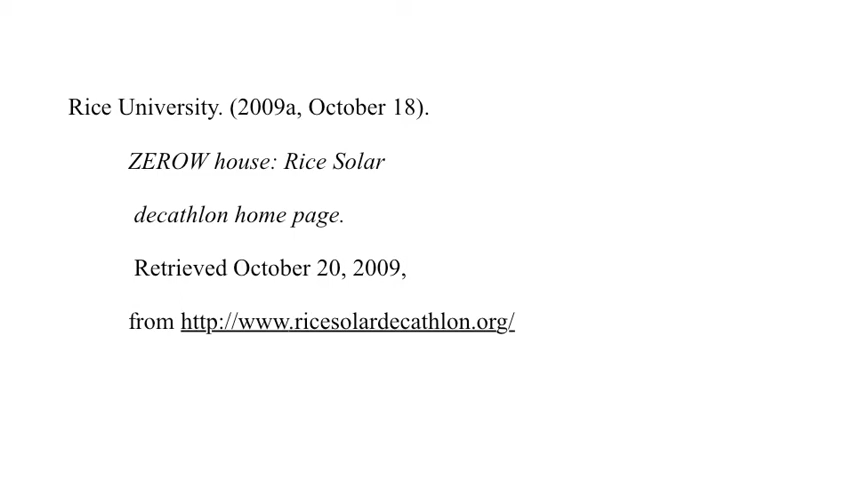 Rice University. (2009a, October 18).
ZEROW house: Rice Solar
decathlon home page.
Retrieved October 20, 2009,
from http://www.ricesolardecathlon.org/